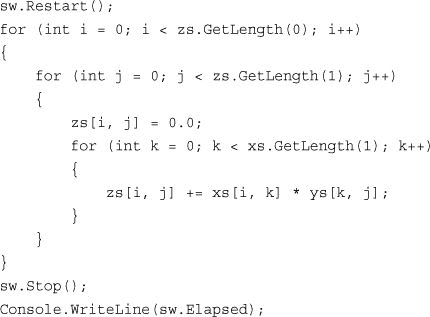 sw.Restart();
for (int i = 0; i < zs.GetLength(0); i++)
{
    for (int j = 0; j < zs.GetLength(1); j++)
    {
        zs[i, j] = 0.0;
        for (int k = 0; k < xs.GetLength(1); k++)
        {
            zs[i, j] += xs[i, k] * ys[k, j];
        }
    }
}
sw.Stop();
Console.WriteLine(sw.Elapsed);